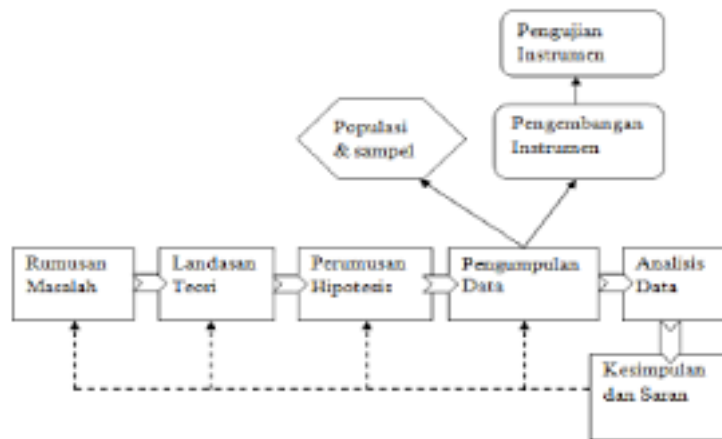 Pengujian
Instrumen
Populasi
& sampel
Pengembangan
Instrumen
Rumusan
Masalah
Landasan
Teori
Perumusan
Hipotesis
Pengumpulan
Data
Analisis
Data
Kesimpulan
dan Saran